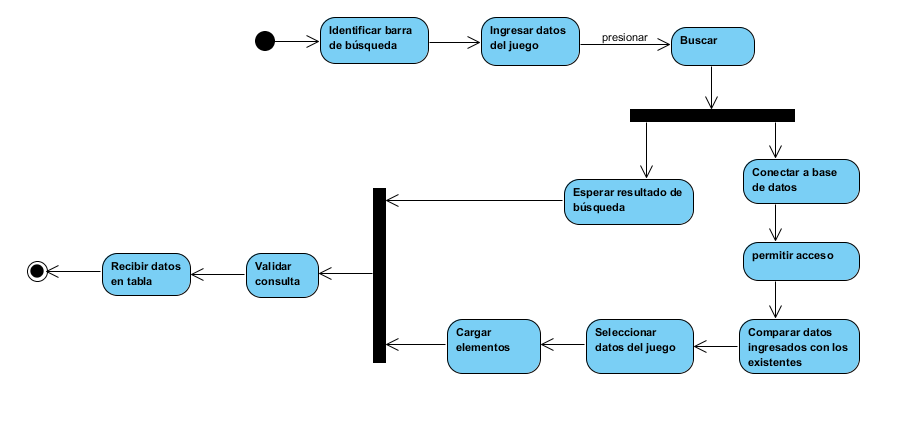 Identificar barra
de búsqueda
Ingresar datos
del juego
presionar
Buscar
Conectar a base
de datos
Esperar resultado de
búsqueda
permitir acceso
Recibir datos
en tabla
Validar
consulta
Cargar
elementos
Seleccionar
datos del juego
Comparar datos
ingresados con los
existentes